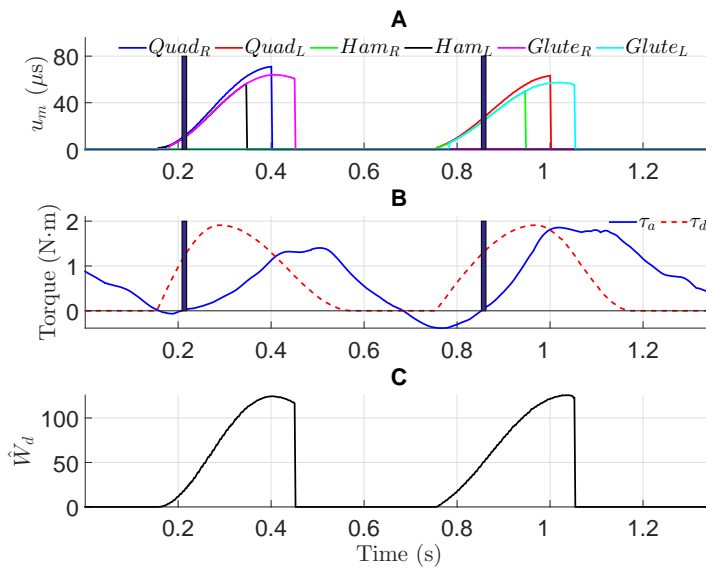 A
Quad_R Quad_L Ham_R Ham_L Glute_R Glute_L
80
40
0
u_m (μs)
0.2 0.4 0.6 0.8 1 1.2
B
τ_a τ_d
2
1
0
Torque (N·m)
0.2 0.4 0.6 0.8 1 1.2
C
100
50
0
Ŵ_d
0.2 0.4 0.6 0.8 1 1.2
Time (s)